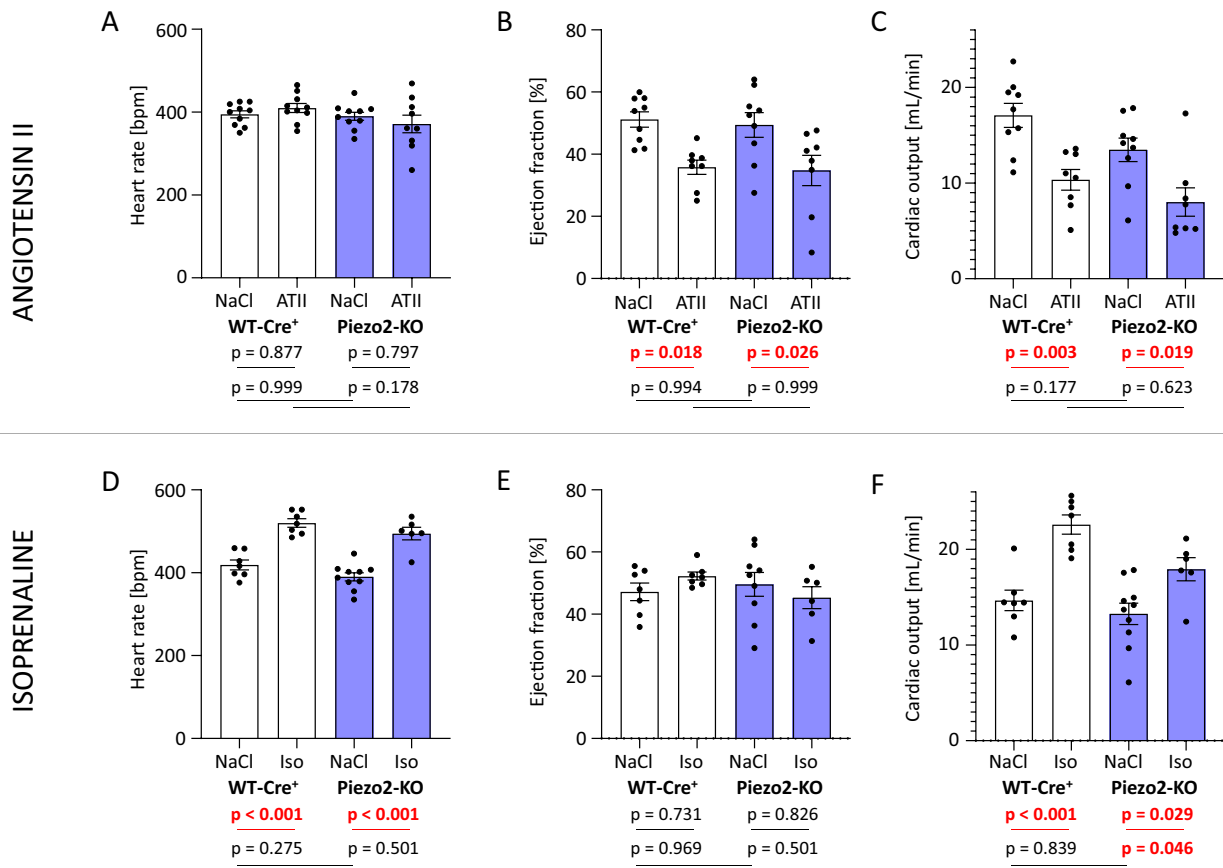 A B C
ANGIOTENSIN II
Heart rate [bpm]
600
400
200
0
NaCl ATII NaCl ATII
WT-Cre⁺ Piezo2-KO
p = 0.877 p = 0.797
p = 0.999 p = 0.178
Ejection fraction [%]
80
60
40
20
0
NaCl ATII NaCl ATII
WT-Cre⁺ Piezo2-KO
p = 0.018 p = 0.026
p = 0.994 p = 0.999
Cardiac output [mL/min]
20
10
0
NaCl ATII NaCl ATII
WT-Cre⁺ Piezo2-KO
p = 0.003 p = 0.019
p = 0.177 p = 0.623
D E F
ISOPRENALINE
Heart rate [bpm]
600
400
200
0
NaCl Iso NaCl Iso
WT-Cre⁺ Piezo2-KO
p < 0.001 p < 0.001
p = 0.275 p = 0.501
Ejection fraction [%]
80
60
40
20
0
NaCl Iso NaCl Iso
WT-Cre⁺ Piezo2-KO
p = 0.731 p = 0.826
p = 0.969 p = 0.501
Cardiac output [mL/min]
20
10
0
NaCl Iso NaCl Iso
WT-Cre⁺ Piezo2-KO
p < 0.001 p = 0.029
p = 0.839 p = 0.046